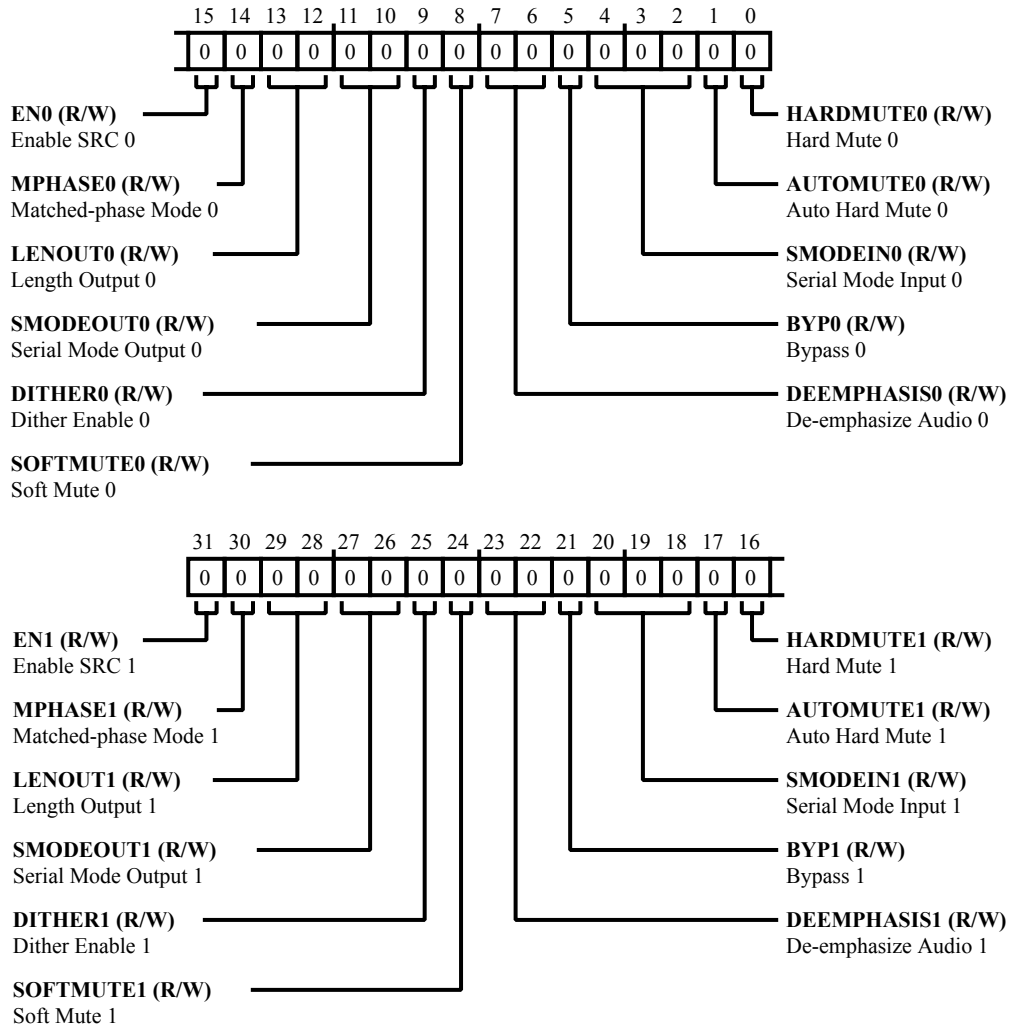 15 14 13 12 11 10 9 8 7 6 5 4 3 2 1 0
0 0 0 0 0 0 0 0 0 0 0 0 0 0 0 0
EN0 (R/W)
Enable SRC 0
MPHASE0 (R/W)
Matched-phase Mode 0
LENOUT0 (R/W)
Length Output 0
SMODEOUT0 (R/W)
Serial Mode Output 0
DITHER0 (R/W)
Dither Enable 0
SOFTMUTE0 (R/W)
Soft Mute 0
HARDMUTE0 (R/W)
Hard Mute 0
AUTOMUTE0 (R/W)
Auto Hard Mute 0
SMODEIN0 (R/W)
Serial Mode Input 0
BYP0 (R/W)
Bypass 0
DEEMPHASIS0 (R/W)
De-emphasize Audio 0
31 30 29 28 27 26 25 24 23 22 21 20 19 18 17 16
0 0 0 0 0 0 0 0 0 0 0 0 0 0 0 0
EN1 (R/W)
Enable SRC 1
MPHASE1 (R/W)
Matched-phase Mode 1
LENOUT1 (R/W)
Length Output 1
SMODEOUT1 (R/W)
Serial Mode Output 1
DITHER1 (R/W)
Dither Enable 1
SOFTMUTE1 (R/W)
Soft Mute 1
HARDMUTE1 (R/W)
Hard Mute 1
AUTOMUTE1 (R/W)
Auto Hard Mute 1
SMODEIN1 (R/W)
Serial Mode Input 1
BYP1 (R/W)
Bypass 1
DEEMPHASIS1 (R/W)
De-emphasize Audio 1